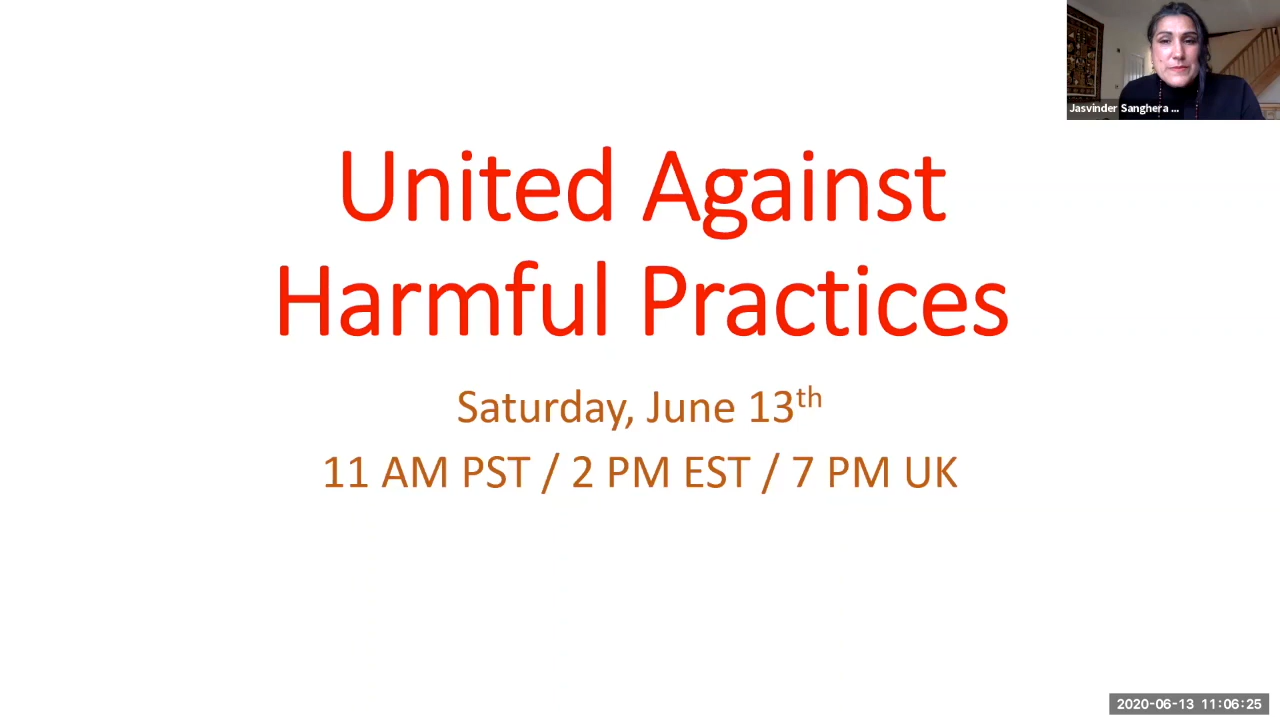 Jasvinder Sanghera ...
United Against
Harmful Practices
Saturday, June 13th
11 AM PST / 2 PM EST / 7 PM UK
2020-06-13 11:06:25